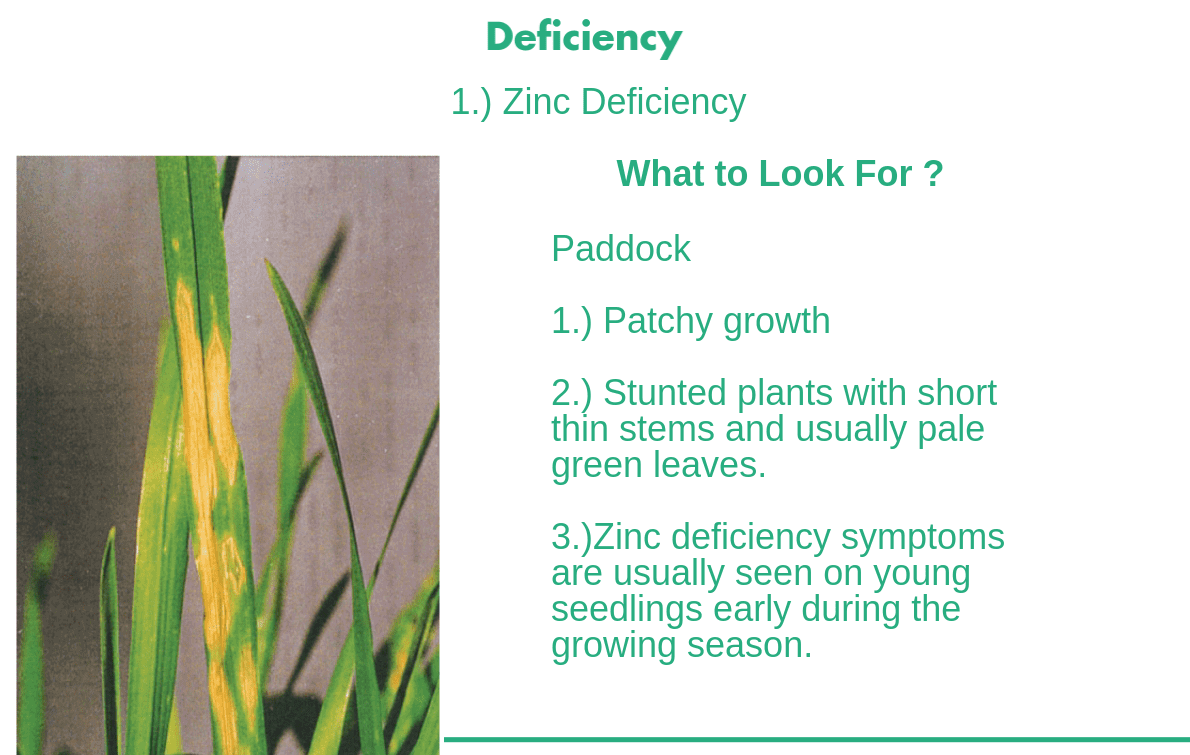 Deficiency
1.) Zinc Deficiency
What to Look For ?
Paddock
1.) Patchy growth
2.) Stunted plants with short
thin stems and usually pale
green leaves.
3.)Zinc deficiency symptoms
are usually seen on young
seedlings early during the
growing season.